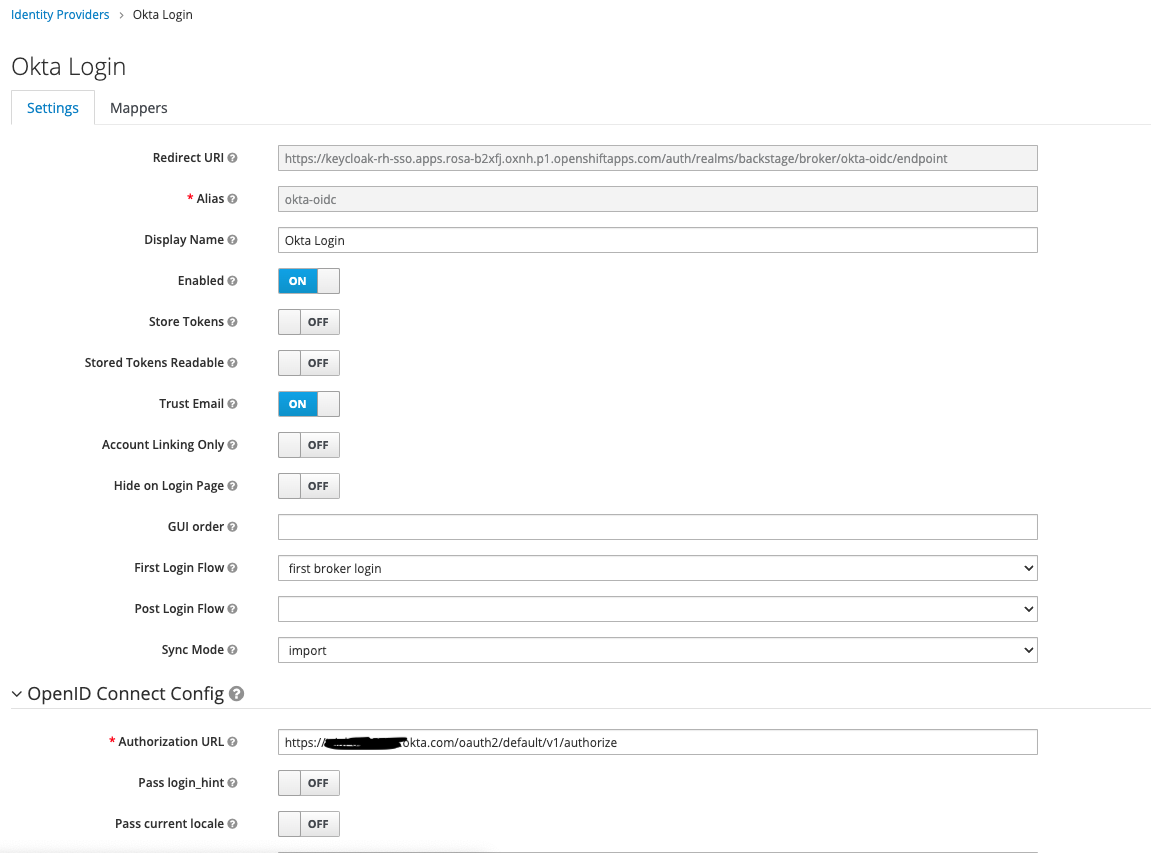 Identity Providers > Okta Login
Okta Login
Settings Mappers
Redirect URI https://keycloak-rh-sso.apps.rosa-b2xfj.oxnh.p1.openshiftapps.com/auth/realms/backstage/broker/okta-oidc/endpoint
* Alias okta-oidc
Display Name Okta Login
Enabled ON
Store Tokens OFF
Stored Tokens Readable OFF
Trust Email ON
Account Linking Only OFF
Hide on Login Page OFF
GUI order
First Login Flow first broker login
Post Login Flow
Sync Mode import
OpenID Connect Config
* Authorization URL https:// okta.com/oauth2/default/v1/authorize
Pass login_hint OFF
Pass current locale OFF